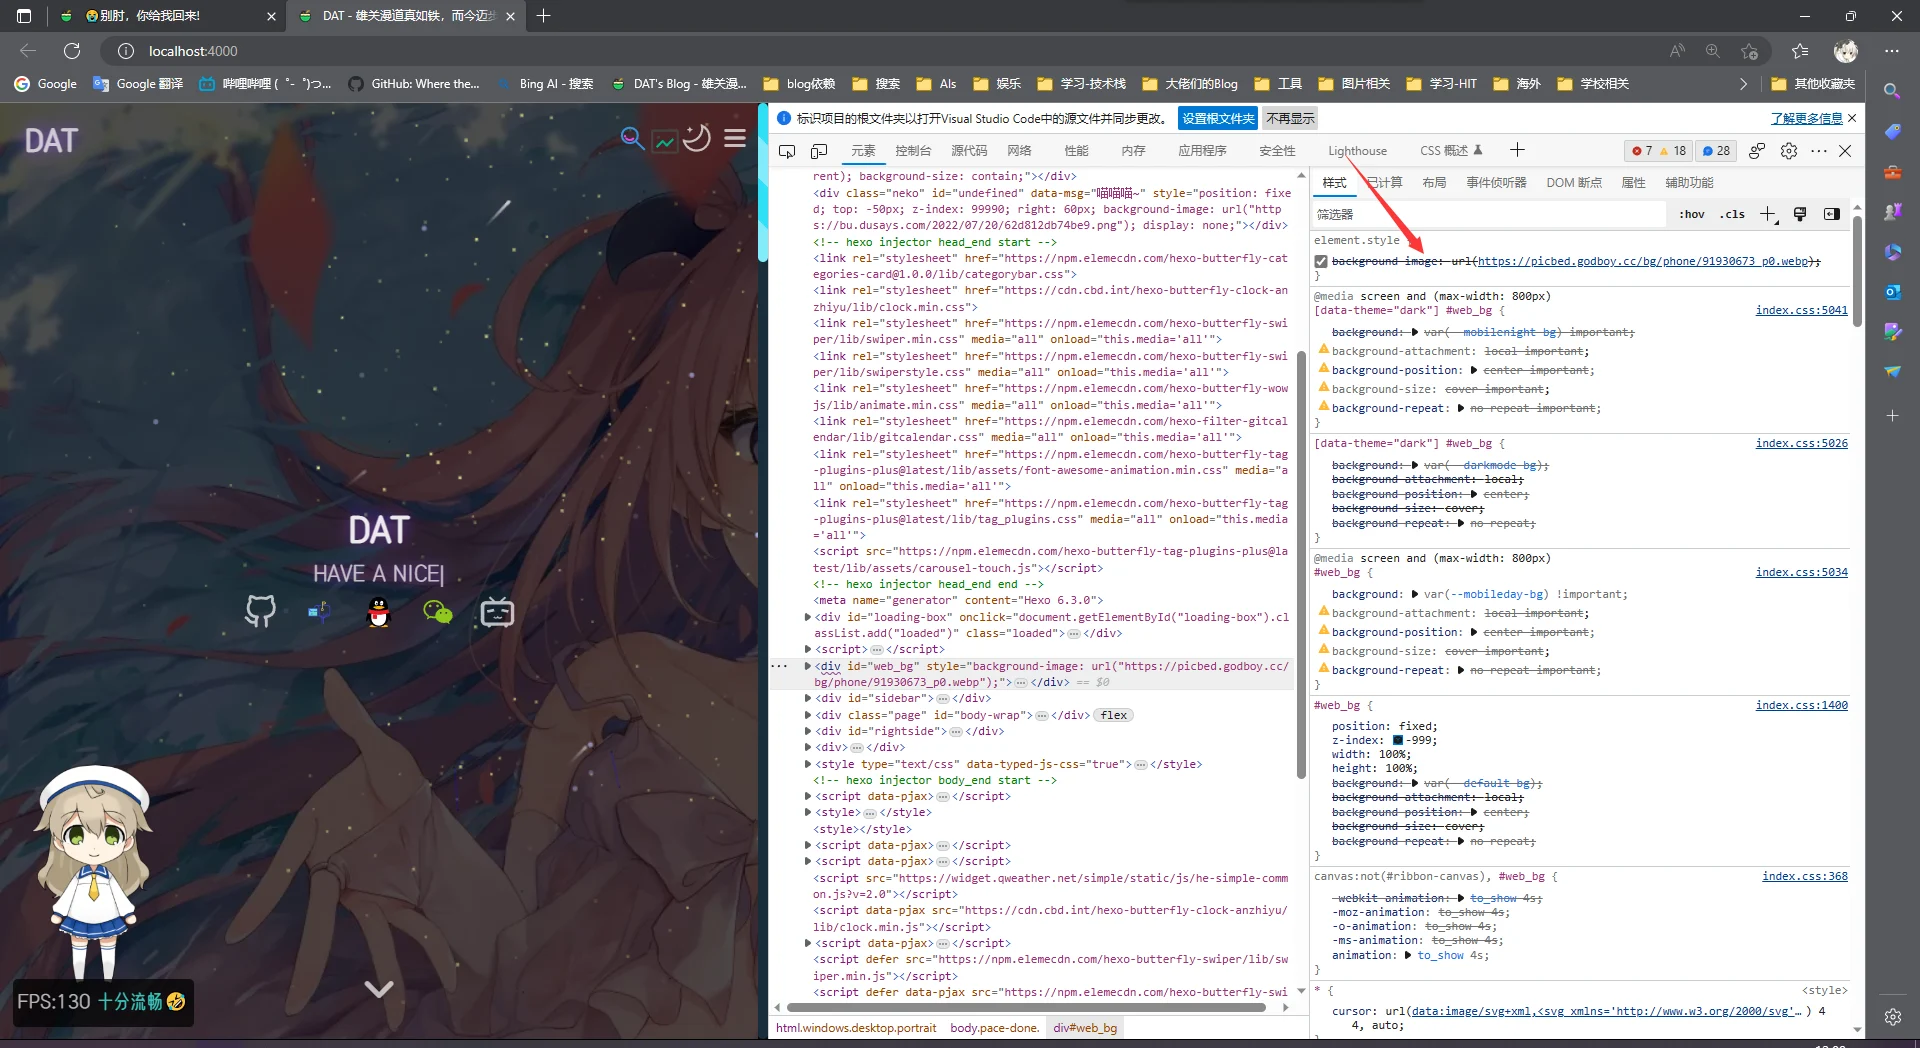 😭别肘，你给我回来!
DAT - 雄关漫道真如铁，而今迈步
localhost:4000
Google
Google 翻译
哔哩哔哩 ( ゜- ゜)つ...
GitHub: Where the...
Bing AI - 搜索
DAT's Blog - 雄关漫...
blog依赖
搜索
AIs
娱乐
学习-技术栈
大佬们的Blog
工具
图片相关
学习-HIT
海外
学校相关
其他收藏夹
DAT
DAT
HAVE A NICE|
FPS:130 十分流畅🤣
标识项目的根文件夹以打开Visual Studio Code中的源文件并同步更改。 设置根文件夹 不再显示
了解更多信息
元素 控制台 源代码 网络 性能 内存 应用程序 安全性 Lighthouse CSS 概述
7 18 28
rent); background-size: contain;"></div>
<div class="neko" id="undefined" data-msg="喵喵喵~" style="position: fixe
d; top: -50px; z-index: 99990; right: 60px; background-image: url("http
s://bu.dusays.com/2022/07/20/62d812db74be9.png"); display: none;"></div>
<!-- hexo injector head_end start -->
<link rel="stylesheet" href="https://npm.elemecdn.com/hexo-butterfly-cat
egories-card@1.0.0/lib/categorybar.css">
<link rel="stylesheet" href="https://cdn.cbd.int/hexo-butterfly-clock-an
zhiyu/lib/clock.min.css">
<link rel="stylesheet" href="https://npm.elemecdn.com/hexo-butterfly-swi
per/lib/swiper.min.css" media="all" onload="this.media='all'">
<link rel="stylesheet" href="https://npm.elemecdn.com/hexo-butterfly-swi
per/lib/swiperstyle.css" media="all" onload="this.media='all'">
<link rel="stylesheet" href="https://npm.elemecdn.com/hexo-butterfly-wow
js/lib/animate.min.css" media="all" onload="this.media='all'">
<link rel="stylesheet" href="https://npm.elemecdn.com/hexo-filter-gitcal
endar/lib/gitcalendar.css" media="all" onload="this.media='all'">
<link rel="stylesheet" href="https://npm.elemecdn.com/hexo-butterfly-tag
-plugins-plus@latest/lib/assets/font-awesome-animation.min.css" media="a
ll" onload="this.media='all'">
<link rel="stylesheet" href="https://npm.elemecdn.com/hexo-butterfly-tag
-plugins-plus@latest/lib/tag_plugins.css" media="all" onload="this.media
='all'">
<script src="https://npm.elemecdn.com/hexo-butterfly-tag-plugins-plus@la
test/lib/assets/carousel-touch.js"></script>
<!-- hexo injector head_end end -->
<meta name="generator" content="Hexo 6.3.0">
<div id="loading-box" onclick="document.getElementById("loading-box").cl
assList.add("loaded")" class="loaded">…</div>
<script>…</script>
<div id="web_bg" style="background-image: url("https://picbed.godboy.cc/
bg/phone/91930673_p0.webp");">…</div> == $0
<div id="sidebar">…</div>
<div class="page" id="body-wrap">…</div> flex
<div id="rightside">…</div>
<div>…</div>
<style type="text/css" data-typed-js-css="true">…</style>
<!-- hexo injector body_end start -->
<script data-pjax>…</script>
<style>…</style>
<style></style>
<script data-pjax>…</script>
<script data-pjax>…</script>
<script src="https://widget.qweather.net/simple/static/js/he-simple-comm
on.js?v=2.0"></script>
<script data-pjax src="https://cdn.cbd.int/hexo-butterfly-clock-anzhiyu/
lib/clock.min.js"></script>
<script data-pjax>…</script>
<script defer src="https://npm.elemecdn.com/hexo-butterfly-swiper/lib/sw
iper.min.js"></script>
<script defer data-pjax src="https://npm.elemecdn.com/hexo-butterfly-swi
html.windows.desktop.portrait body.pace-done. div#web_bg
样式 已计算 布局 事件侦听器 DOM 断点 属性 辅助功能
筛选器 :hov .cls
element.style
background-image: url(https://picbed.godboy.cc/bg/phone/91930673_p0.webp);
}
@media screen and (max-width: 800px)
[data-theme="dark"] #web_bg { index.css:5041
background: var(--mobilenight-bg) !important;
background-attachment: local important;
background-position: center important;
background-size: cover important;
background-repeat: no-repeat important;
}
[data-theme="dark"] #web_bg { index.css:5026
background: var(--darkmode-bg);
background-attachment: local;
background-position: center;
background-size: cover;
background-repeat: no-repeat;
}
@media screen and (max-width: 800px)
#web_bg { index.css:5034
background: var(--mobileday-bg) !important;
background-attachment: local important;
background-position: center important;
background-size: cover important;
background-repeat: no-repeat important;
}
#web_bg { index.css:1400
position: fixed;
z-index: -999;
width: 100%;
height: 100%;
background: var(--default-bg);
background-attachment: local;
background-position: center;
background-size: cover;
background-repeat: no-repeat;
}
canvas:not(#ribbon-canvas), #web_bg { index.css:368
-webkit-animation: to_show 4s;
-moz-animation: to_show 4s;
-o-animation: to_show 4s;
-ms-animation: to_show 4s;
animation: to_show 4s;
}
* { <style>
cursor: url(data:image/svg+xml,<svg xmlns='http://www.w3.org/2000/svg'… ) 4
4, auto;